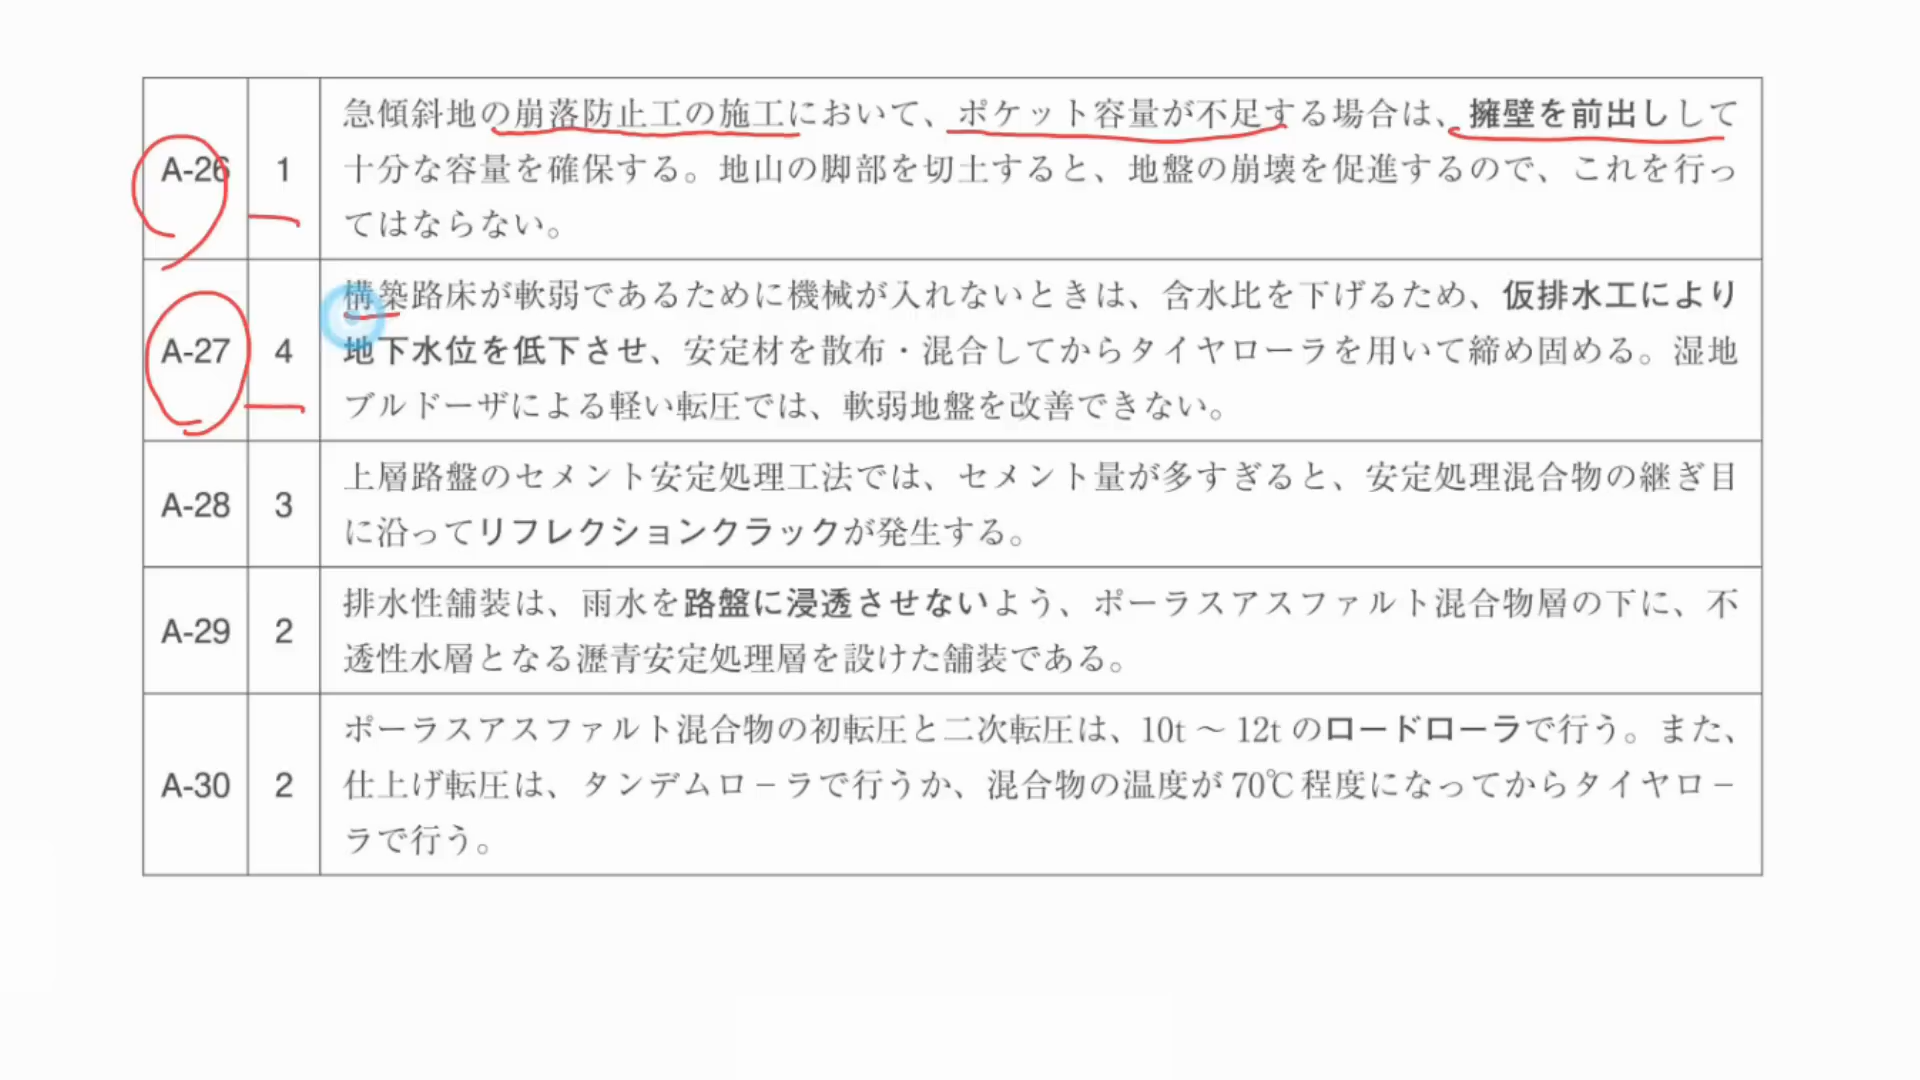 急傾斜地の崩落防止工の施工において、ポケット容量が不足する場合は、擁壁を前出しして
A-26 1 十分な容量を確保する。地山の脚部を切土すると、地盤の崩壊を促進するので、これを行っ
てはならない。
構築路床が軟弱であるために機械が入れないときは、含水比を下げるため、仮排水工により
A-27 4 地下水位を低下させ、安定材を散布・混合してからタイヤローラを用いて締め固める。湿地
ブルドーザによる軽い転圧では、軟弱地盤を改善できない。
上層路盤のセメント安定処理工法では、セメント量が多すぎると、安定処理混合物の継ぎ目
A-28 3
に沿ってリフレクションクラックが発生する。
排水性舗装は、雨水を路盤に浸透させないよう、ポーラスアスファルト混合物層の下に、不
A-29 2
透性水層となる瀝青安定処理層を設けた舗装である。
ポーラスアスファルト混合物の初転圧と二次転圧は、10t～12tのロードローラで行う。また、
A-30 2 仕上げ転圧は、タンデムロ−ラで行うか、混合物の温度が70℃程度になってからタイヤロ−
ラで行う。